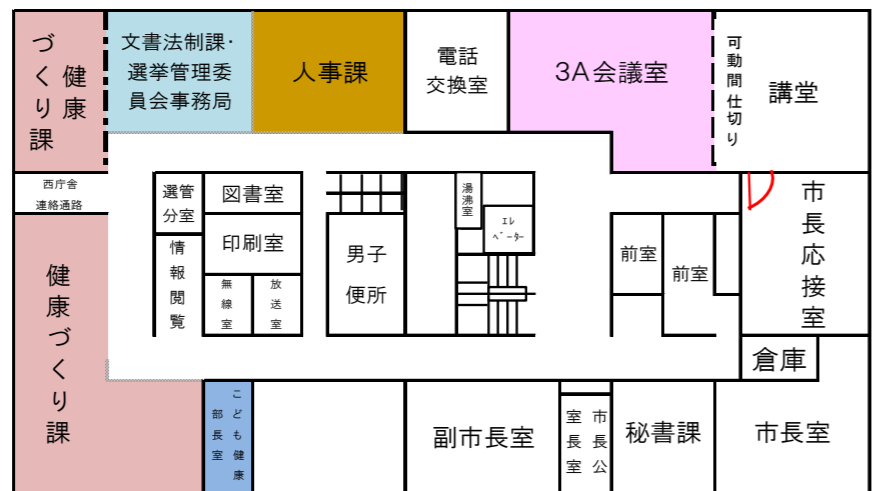 健康
づくり課
文書法制課・
選挙管理委
員会事務局
人事課
電話
交換室
3A会議室
可動間仕切り
講堂
西庁舎
連絡通路
選管
分室
図書室
湯沸室
エレ
ベーター
市長応接室
情報閲覧
印刷室
男子
便所
前室
前室
健康づくり課
無線室
放送室
倉庫
こども健康
部長室
副市長室
市長公
室長室
秘書課
市長室